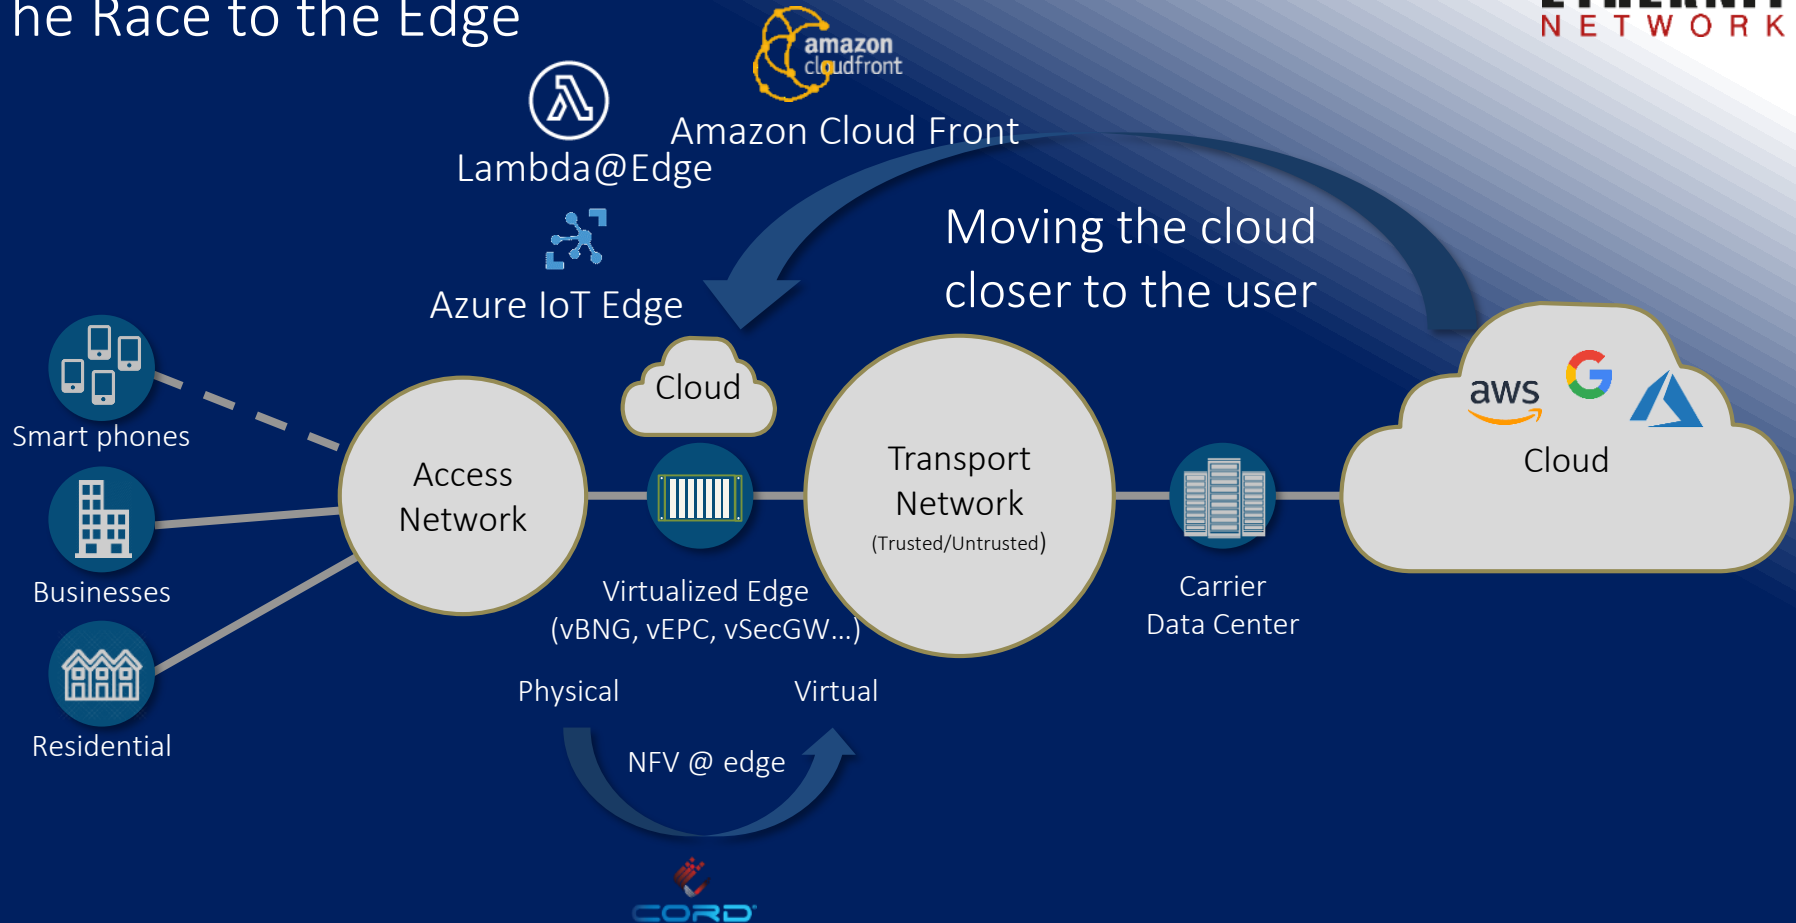 he Race to the Edge
NETWORK
amazon
cloudfront
Amazon Cloud Front
Lambda@Edge
Azure IoT Edge
Moving the cloud
closer to the user
Smart phones
Businesses
Residential
Access
Network
Cloud
Virtualized Edge
(vBNG, vEPC, vSecGW...)
Transport
Network
(Trusted/Untrusted)
Carrier
Data Center
aws
G
Cloud
Physical
Virtual
NFV @ edge
CORD